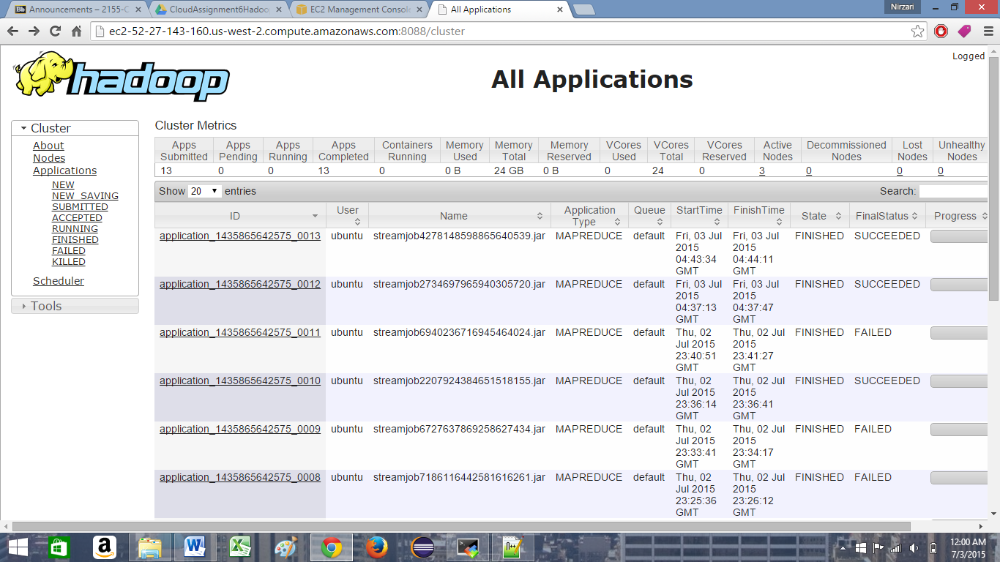 Announcements – 2155-C
CloudAssignment6Hadoop
EC2 Management Console
All Applications
Nirzari
ec2-52-27-143-160.us-west-2.compute.amazonaws.com:8088/cluster
Logged
hadoop
All Applications
Cluster
About
Nodes
Applications
NEW
NEW_SAVING
SUBMITTED
ACCEPTED
RUNNING
FINISHED
FAILED
KILLED
Scheduler
Tools
Cluster Metrics
Apps Submitted Apps Pending Apps Running Apps Completed Containers Running Memory Used Memory Total Memory Reserved VCores Used VCores Total VCores Reserved Active Nodes Decommissioned Nodes Lost Nodes Unhealthy Nodes
13 0 0 13 0 0 B 24 GB 0 B 0 24 0 3 0 0 0
Show 20 entries Search:
ID User Name Application Type Queue StartTime FinishTime State FinalStatus Progress
application_1435865642575_0013 ubuntu streamjob4278148598865640539.jar MAPREDUCE default Fri, 03 Jul 2015 04:43:34 GMT Fri, 03 Jul 2015 04:44:11 GMT FINISHED SUCCEEDED
application_1435865642575_0012 ubuntu streamjob2734697965940305720.jar MAPREDUCE default Fri, 03 Jul 2015 04:37:13 GMT Fri, 03 Jul 2015 04:37:47 GMT FINISHED SUCCEEDED
application_1435865642575_0011 ubuntu streamjob6940236716945464024.jar MAPREDUCE default Thu, 02 Jul 2015 23:40:51 GMT Thu, 02 Jul 2015 23:41:27 GMT FINISHED FAILED
application_1435865642575_0010 ubuntu streamjob2207924384651518155.jar MAPREDUCE default Thu, 02 Jul 2015 23:36:14 GMT Thu, 02 Jul 2015 23:36:41 GMT FINISHED SUCCEEDED
application_1435865642575_0009 ubuntu streamjob6727637869258627434.jar MAPREDUCE default Thu, 02 Jul 2015 23:33:41 GMT Thu, 02 Jul 2015 23:34:17 GMT FINISHED FAILED
application_1435865642575_0008 ubuntu streamjob7186116442581616261.jar MAPREDUCE default Thu, 02 Jul 2015 23:25:36 GMT Thu, 02 Jul 2015 23:26:12 GMT FINISHED FAILED
12:00 AM
7/3/2015